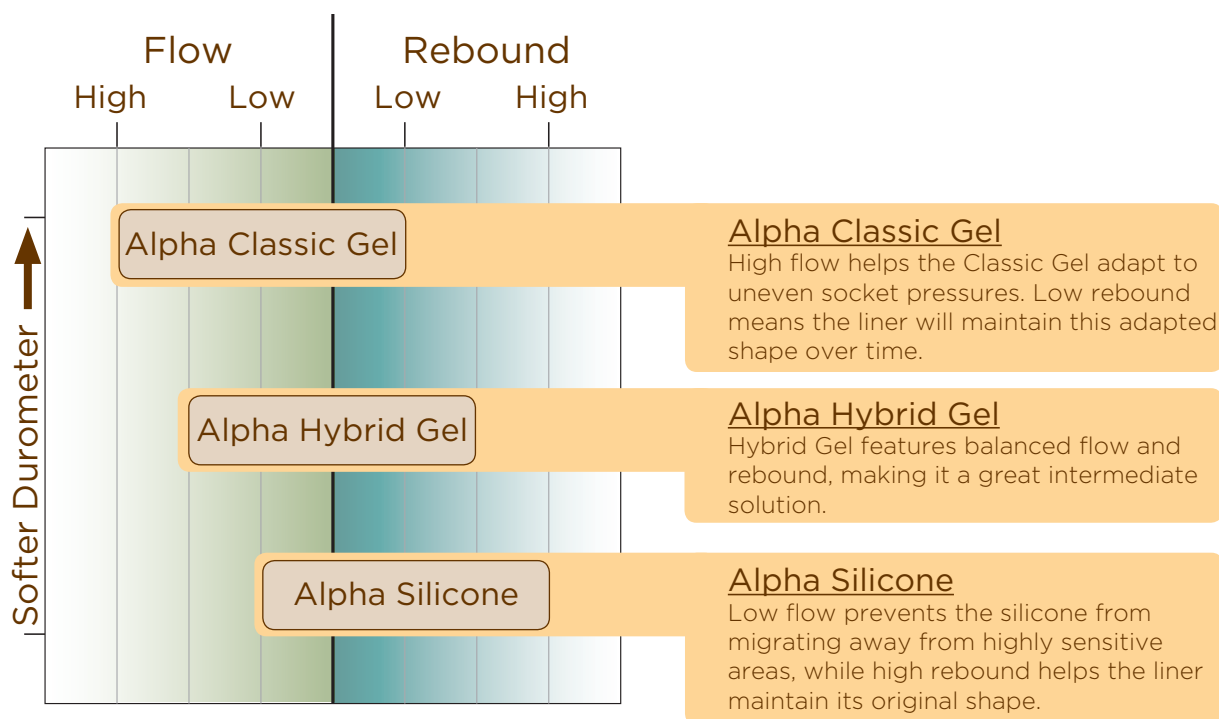 Flow
Rebound
High
Low
Low
High
Softer Durometer
Alpha Classic Gel
Alpha Classic Gel
High flow helps the Classic Gel adapt to
uneven socket pressures. Low rebound
means the liner will maintain this adapted
shape over time.
Alpha Hybrid Gel
Alpha Hybrid Gel
Hybrid Gel features balanced flow and
rebound, making it a great intermediate
solution.
Alpha Silicone
Alpha Silicone
Low flow prevents the silicone from
migrating away from highly sensitive
areas, while high rebound helps the liner
maintain its original shape.